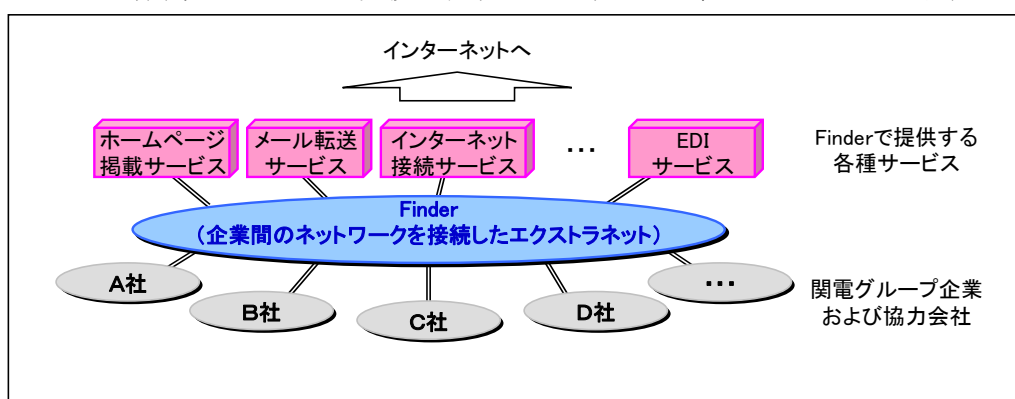 インターネットへ
ホームページ
掲載サービス
メール転送
サービス
インターネット
接続サービス
…
EDI
サービス
Finderで提供する
各種サービス
Finder
（企業間のネットワークを接続したエクストラネット）
A社
B社
C社
D社
…
関電グループ企業
および協力会社